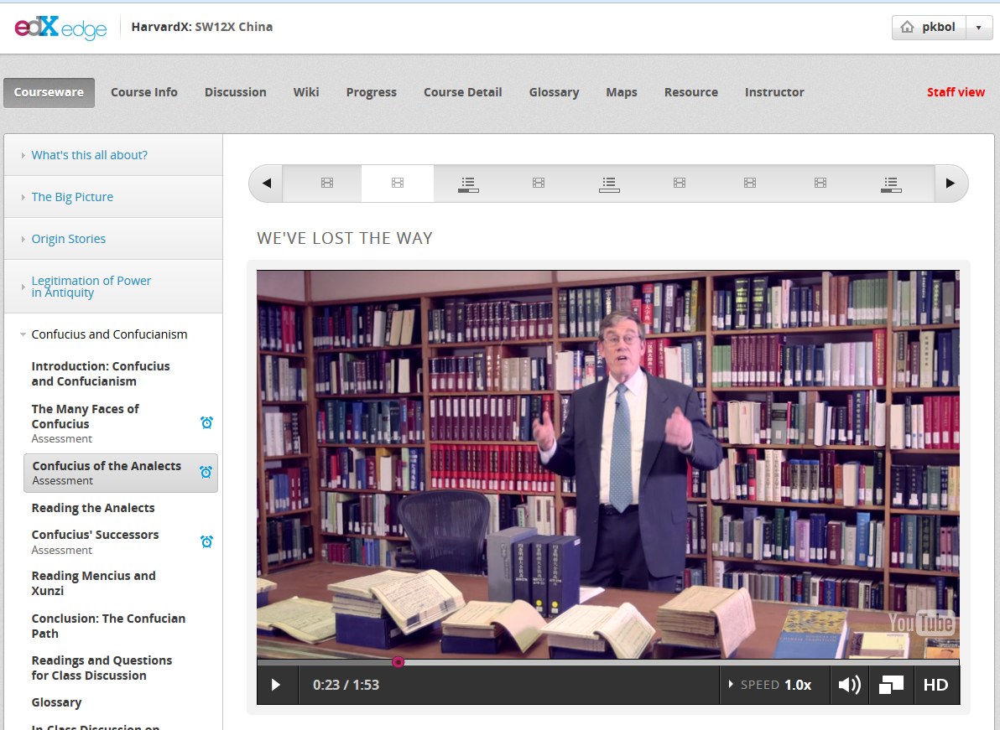 edX edge
HarvardX: SW12X China
pkbol
Courseware
Course Info
Discussion
Wiki
Progress
Course Detail
Glossary
Maps
Resource
Instructor
Staff view
What's this all about?
The Big Picture
Origin Stories
Legitimation of Power
in Antiquity
Confucius and Confucianism
Introduction: Confucius
and Confucianism
The Many Faces of
Confucius
Assessment
Confucius of the Analects
Assessment
Reading the Analects
Confucius' Successors
Assessment
Reading Mencius and
Xunzi
Conclusion: The Confucian
Path
Readings and Questions
for Class Discussion
Glossary
In-Class Discussion on
WE'VE LOST THE WAY
YouTube
0:23 / 1:53
SPEED 1.0x
HD